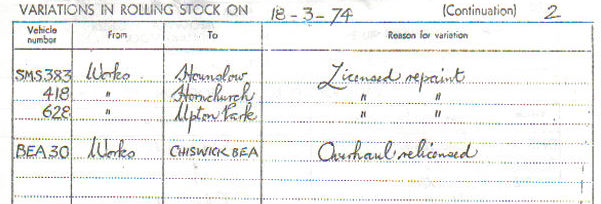 VARIATIONS IN ROLLING STOCK ON 18-3-74 (Continuation) 2
Vehicle number From To Reason for variation
SMS383 Works Hounslow Licensed repaint
418 " Hornchurch " "
628 " Upton Park " "
BEA30 Works CHISWICK BEA Overhaul relicensed